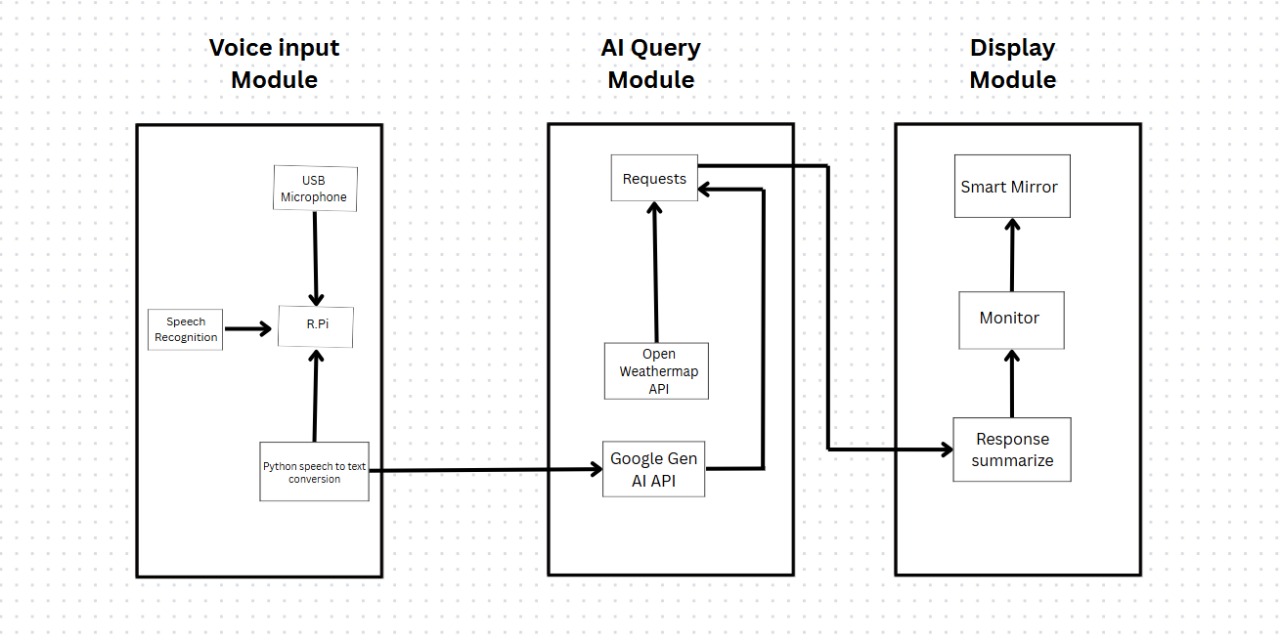 Voice input
Module
AI Query
Module
Display
Module
USB
Microphone
Speech
Recognition
R.Pi
Python speech to text
conversion
Requests
Open
Weathermap
API
Google Gen
AI API
Smart Mirror
Monitor
Response
summarize